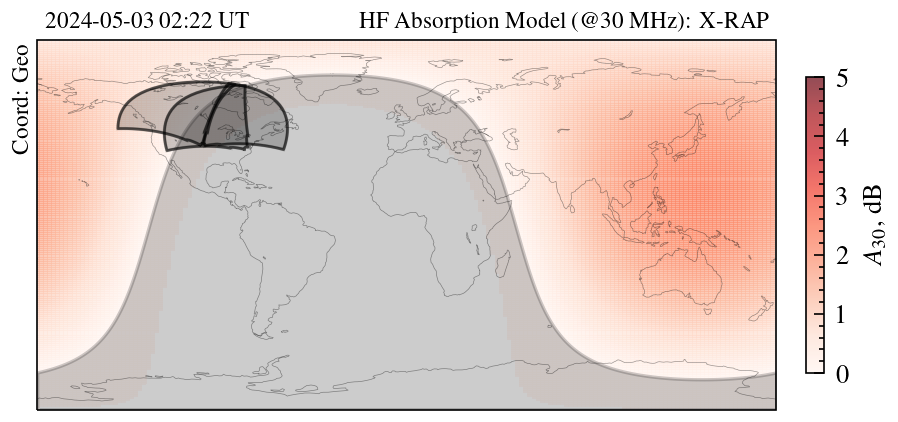 2024-05-03 02:22 UT
HF Absorption Model (@30 MHz): X-RAP
Coord: Geo
5
4
3
2
1
0
A30, dB